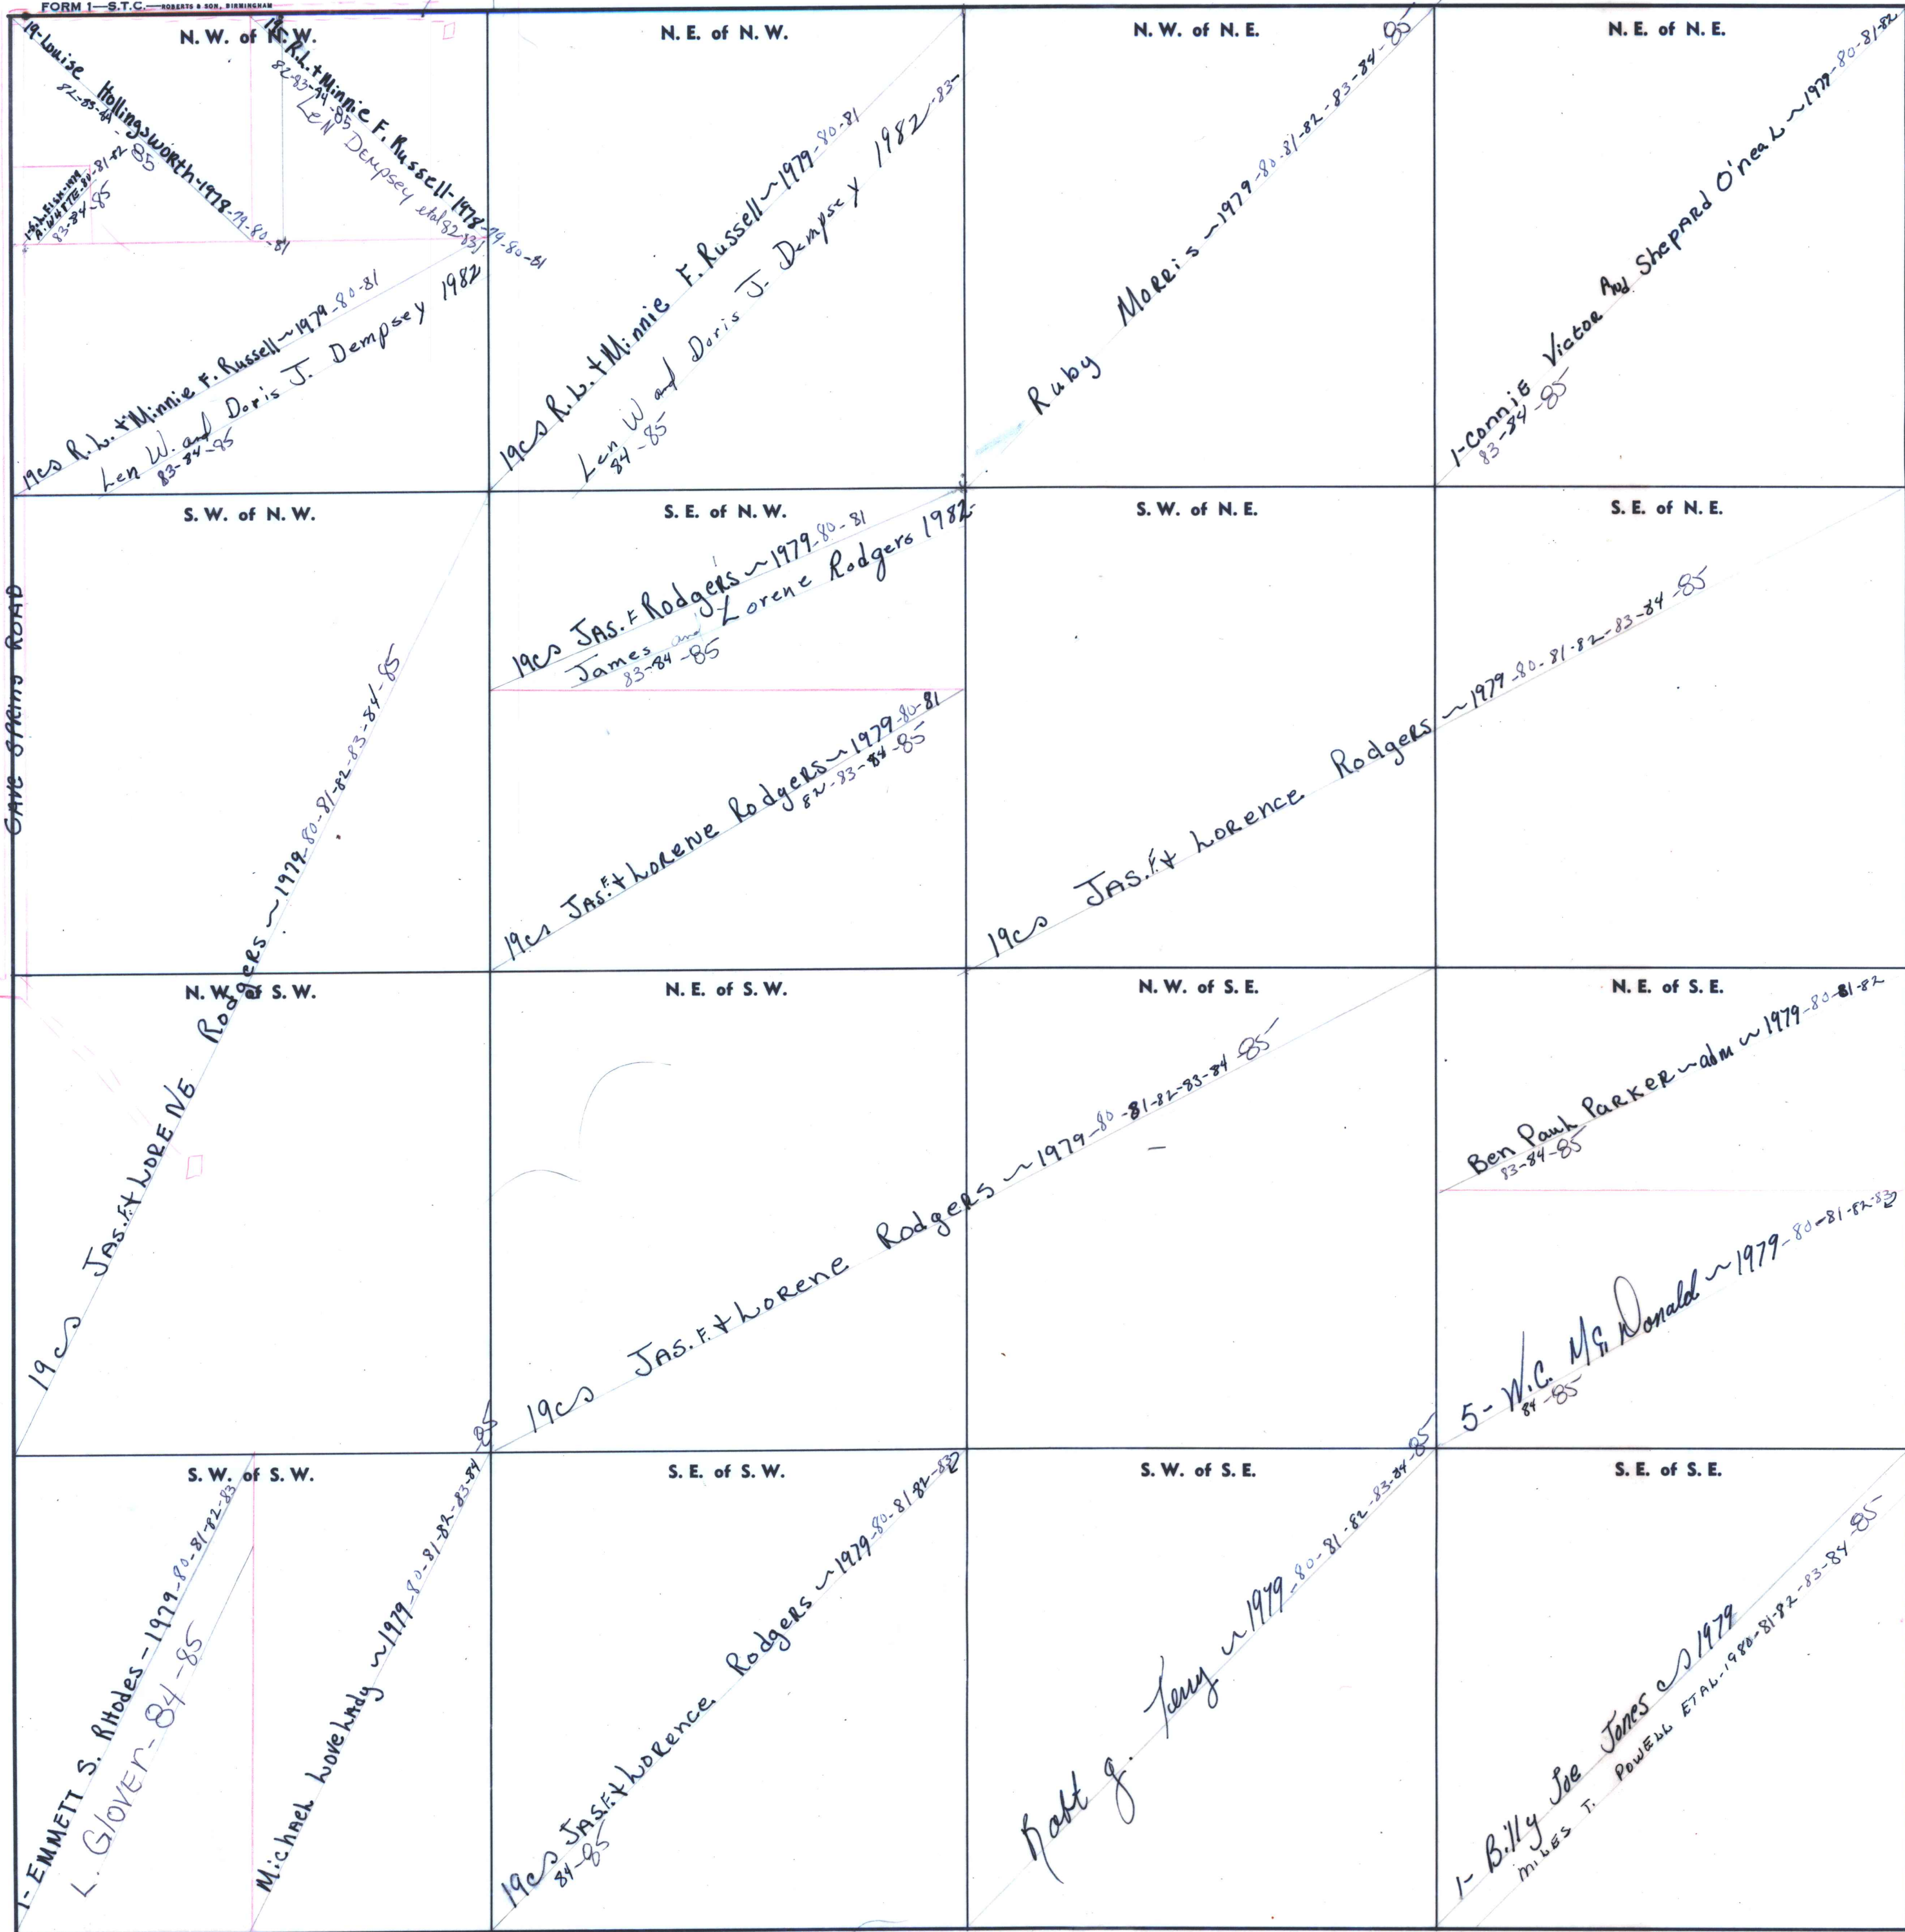 FORM 1—S.T.C.—ROBERTS & SON, BIRMINGHAM
N. W. of N. W.
19-Louise Hollingsworth-1978-79-80-81
82-83-84-85
19-R.L.+Minnie F. Russell-1978-79-80-81
82-83-84-85
LeN DEmpsey etal 82-83
A. WHITE-80-81-82
83-84-85
19cs R.L. + Minnie F. Russell~1979-80-81
Len W. and Doris J. Dempsey 1982
83-84-85
N. E. of N. W.
19cs R.L. + Minnie F. Russell~1979-80-81
Len W and Doris J. Dempsey 1982-83-
84-85
N. W. of N. E.
Ruby MORRis ~1979-80-81-82-83-84-85
N. E. of N. E.
1-ConniE Victor And ShepARD O'neaL~1979-80-81-82
83-84-85
GAVE SPRING ROAD
S. W. of N. W.
S. E. of N. W.
19cs JAS. F Rodgers~1979-80-81
James and Lorene Rodgers 1982-
83-84-85
19cs JAS. F. + LORENE Rodgers~1979-80-81
82-83-84-85
S. W. of N. E.
S. E. of N. E.
19cs JAS. F. + LORENCE Rodgers~1979-80-81-82-83-84-85
N. W. of S. W.
19cs JAS. F. + LORENE Rodgers~1979-80-81-82-83-84-85
N. E. of S. W.
N. W. of S. E.
19cs JAS. F. + Lorene Rodgers~1979-80-81-82-83-84-85
N. E. of S. E.
Ben Paul PARKER~adm~1979-80-81-82
83-84-85
5- W.C. McDonald~1979-80-81-82-83
84-85
S. W. of S. W.
1- EMMETT S. RHodes-1979-80-81-82-83
L. Glover-84-85
Michael LoveLAdy~1979-80-81-82-83-84
-85
S. E. of S. W.
19cs JAS. F. + LORENCE Rodgers~1979-80-81-82-83
84-85
S. W. of S. E.
Robt J. Terry~1979-80-81-82-83-84-85
S. E. of S. E.
1- Billy Joe Jones 1979
MILES T. POWELL ETAL-1980-81-82-83-84-85